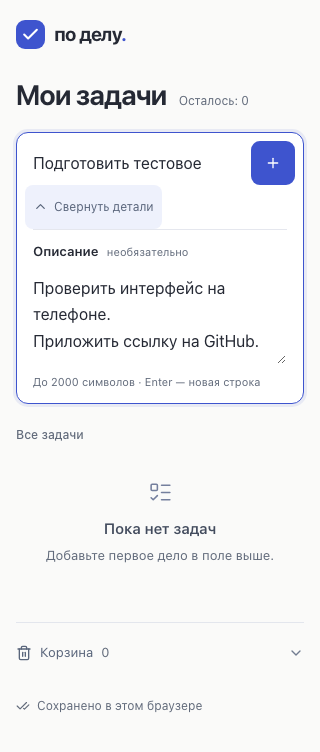 по делу.
Мои задачи Осталось: 0
Подготовить тестовое
Свернуть детали
Описание необязательно
Проверить интерфейс на
телефоне.
Приложить ссылку на GitHub.
До 2000 символов · Enter — новая строка
Все задачи
Пока нет задач
Добавьте первое дело в поле выше.
Корзина 0
Сохранено в этом браузере